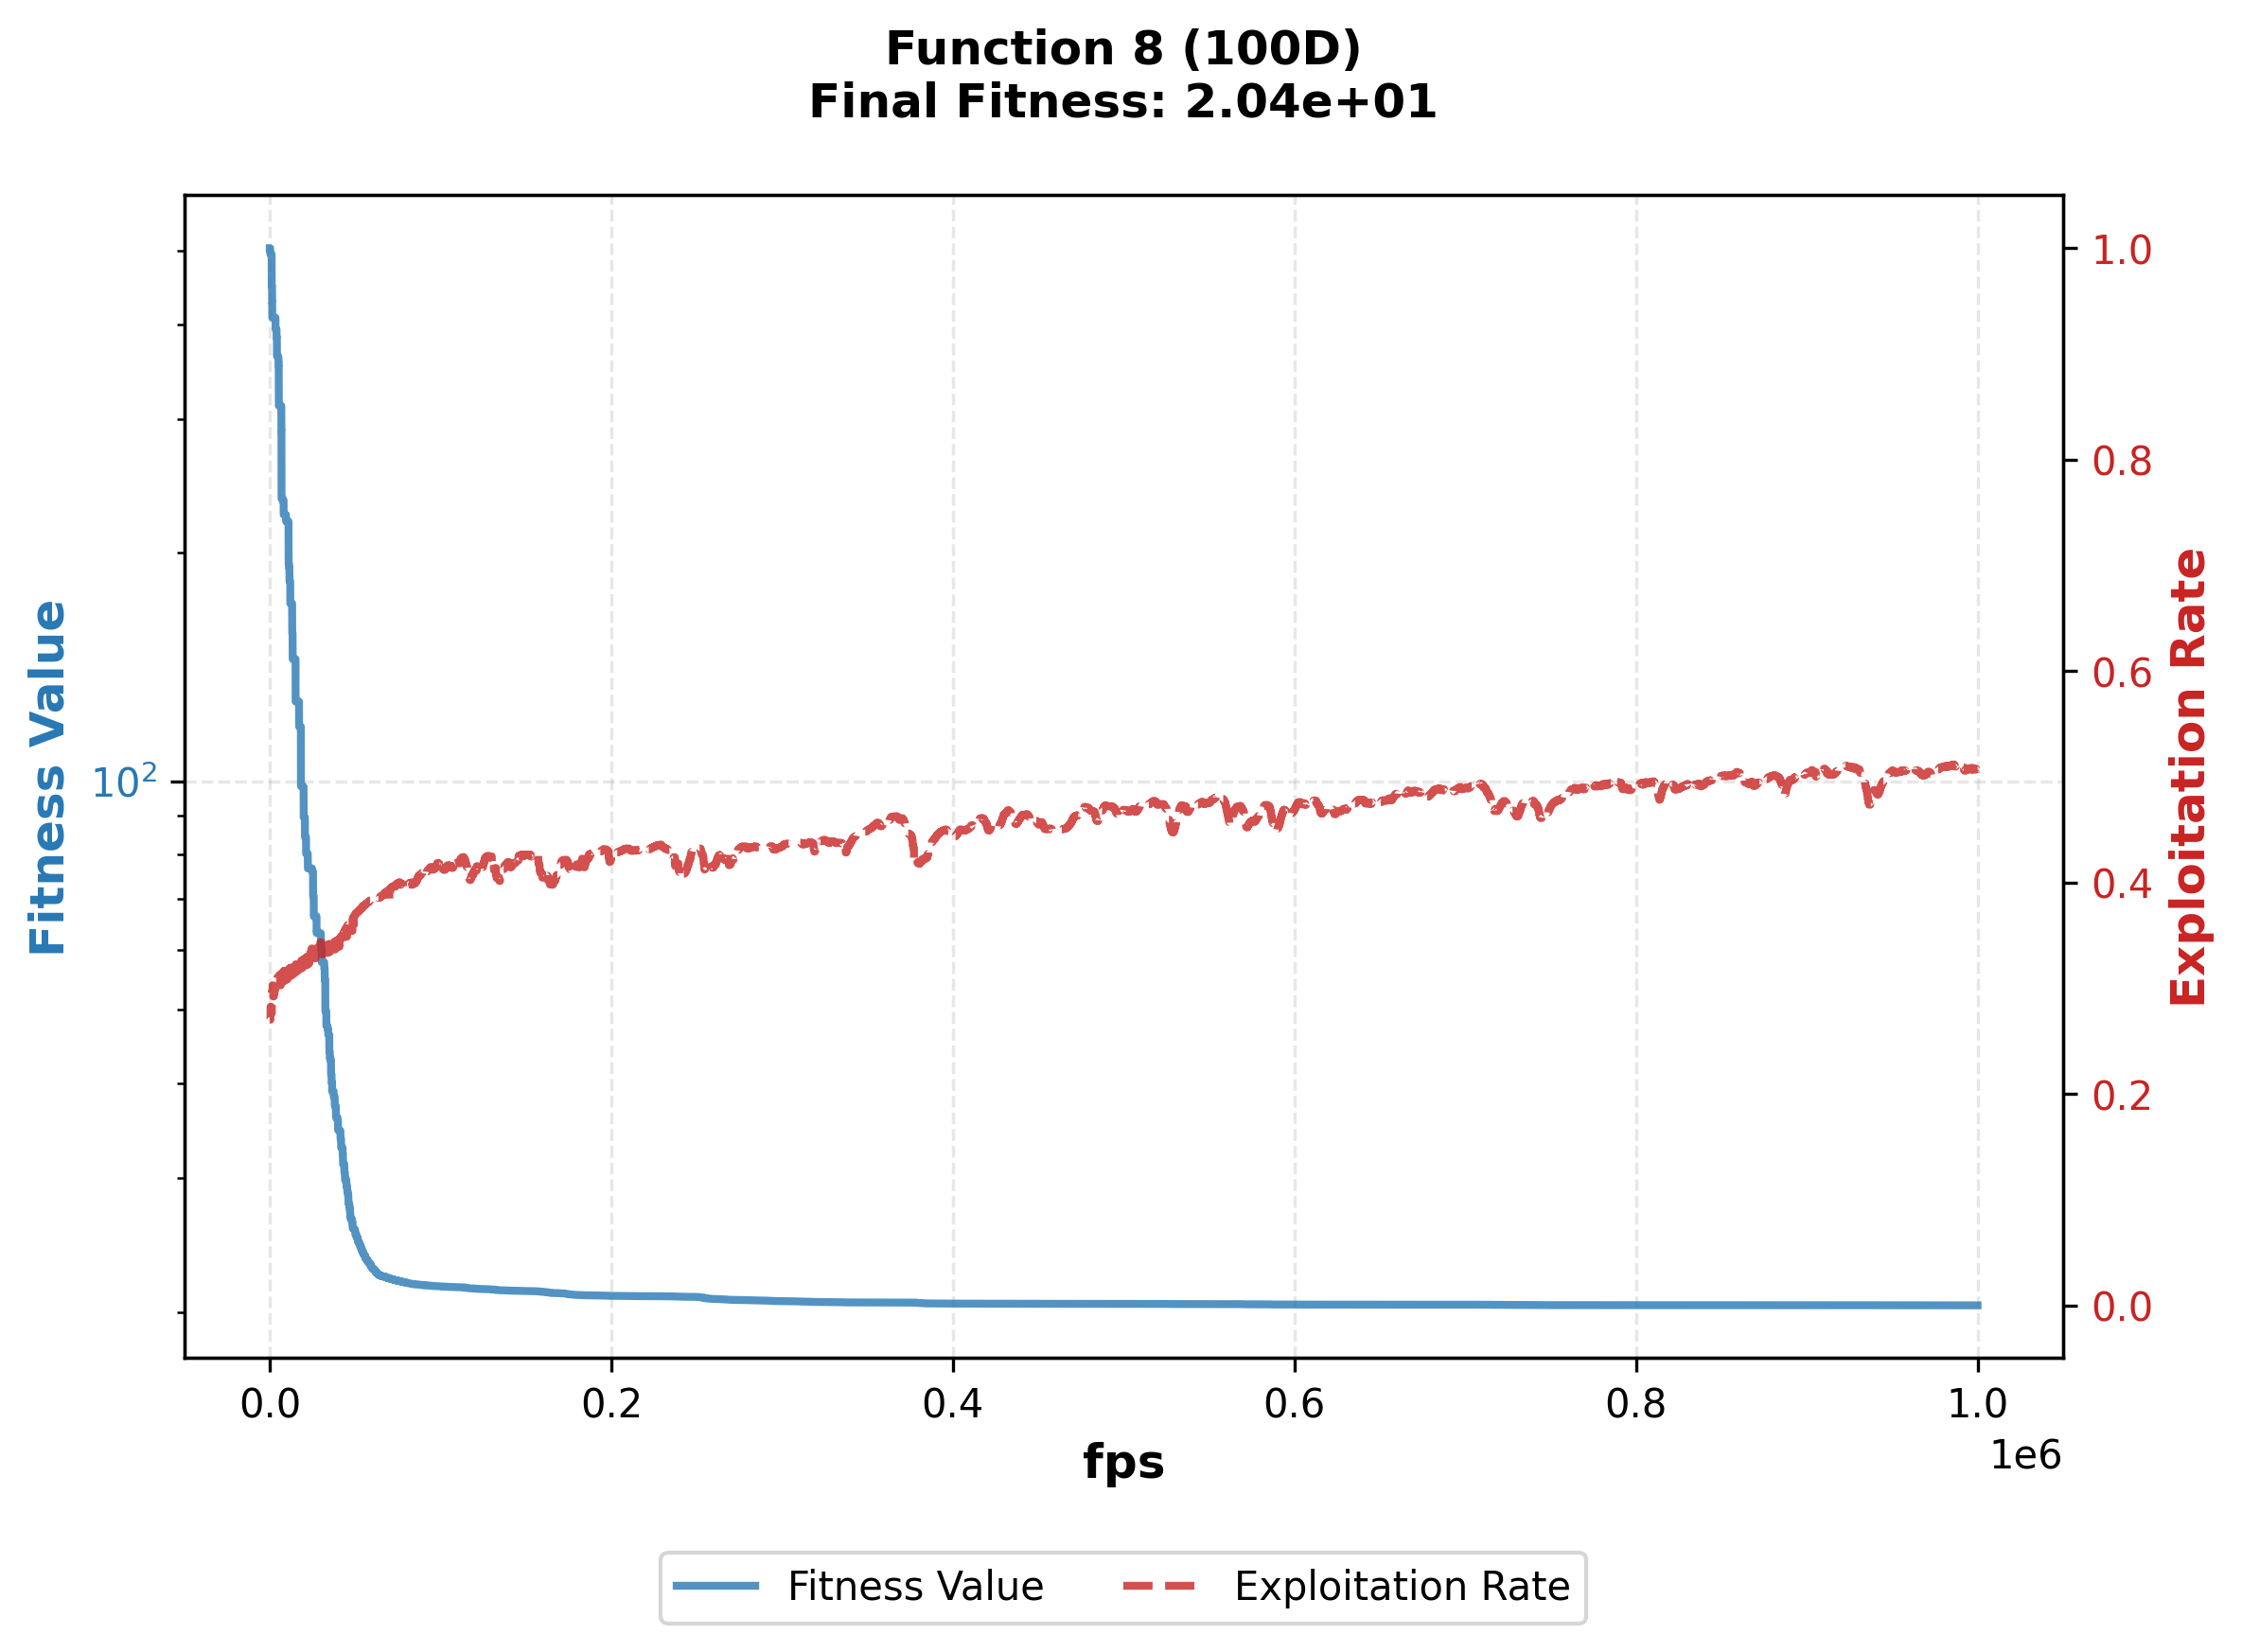 Function 8 (100D)
Final Fitness: 2.04e+01
Fitness Value
10²
Exploitation Rate
1.0
0.8
0.6
0.4
0.2
0.0
0.0 0.2 0.4 0.6 0.8 1.0
1e6
fps
Fitness Value Exploitation Rate